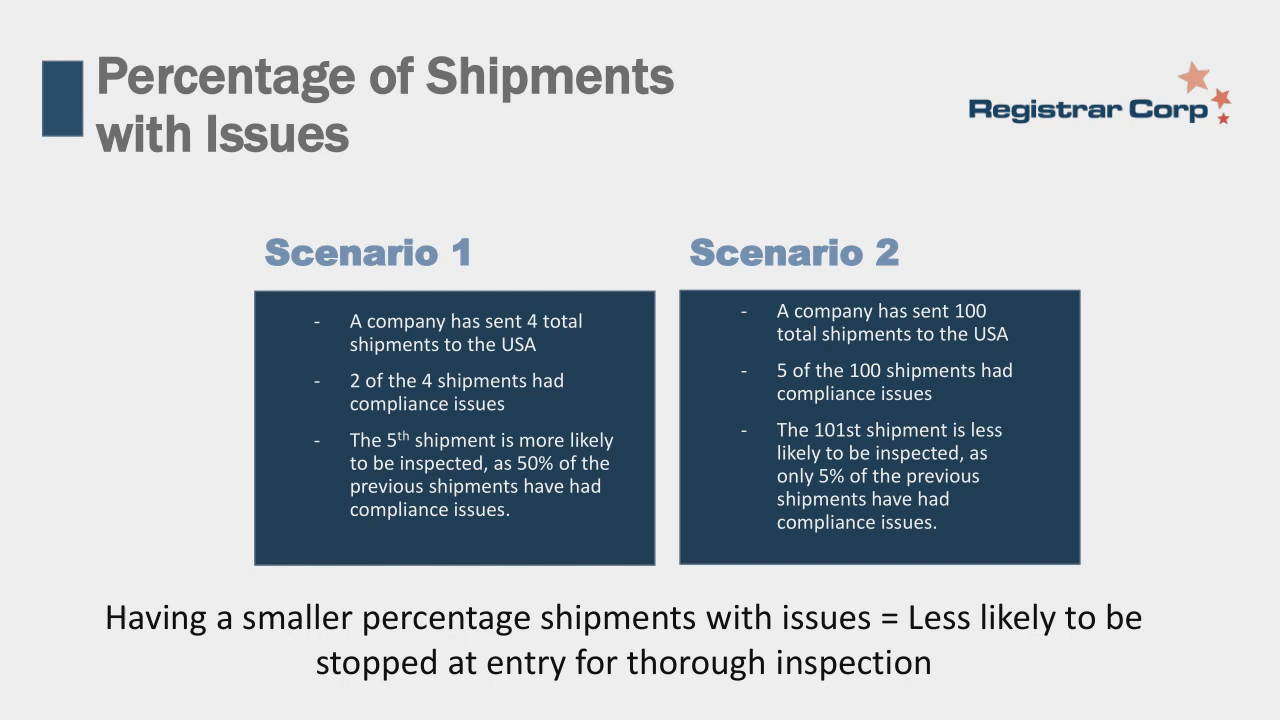 Percentage of Shipments
with Issues
Registrar Corp
Scenario 1
- A company has sent 4 total
shipments to the USA
- 2 of the 4 shipments had
compliance issues
- The 5th shipment is more likely
to be inspected, as 50% of the
previous shipments have had
compliance issues.
Scenario 2
- A company has sent 100
total shipments to the USA
- 5 of the 100 shipments had
compliance issues
- The 101st shipment is less
likely to be inspected, as
only 5% of the previous
shipments have had
compliance issues.
Having a smaller percentage shipments with issues = Less likely to be
stopped at entry for thorough inspection